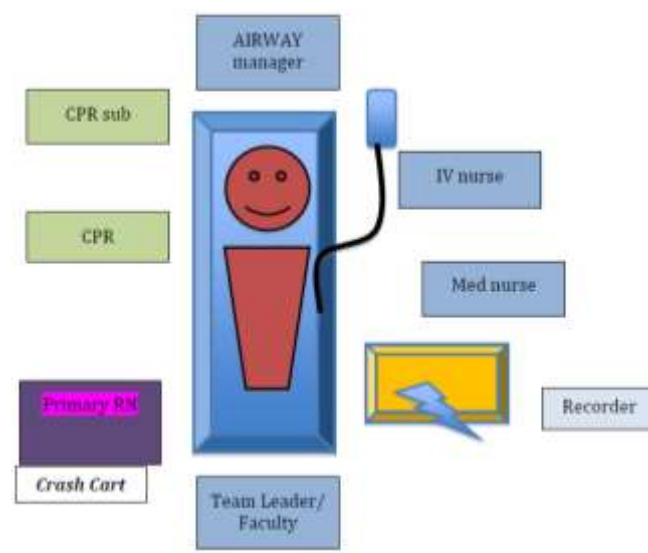 AIRWAY
manager
CPR sub
IV nurse
CPR
Med nurse
Primary RN
Recorder
Crash Cart
Team Leader/
Faculty